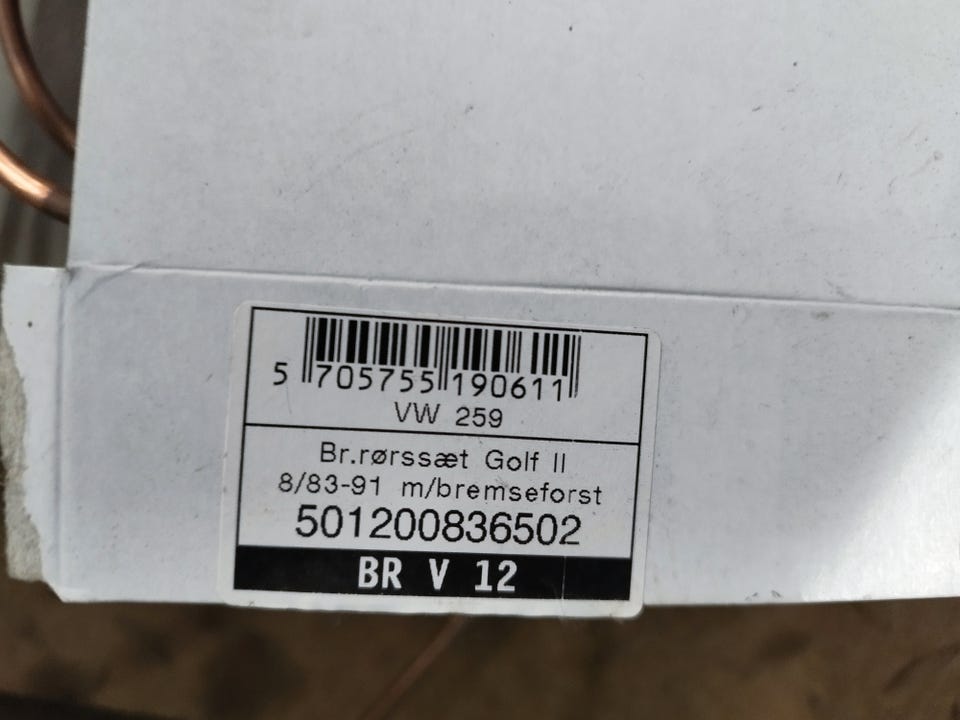 5 705755 190611
VW 259
Br.rørssæt Golf II
8/83-91 m/bremseforst
501200836502
BR V 12